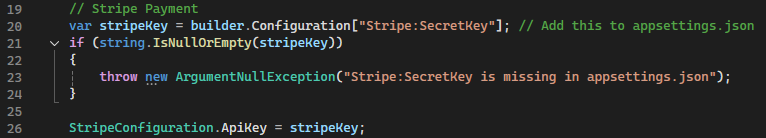 19 // Stripe Payment
20 var stripeKey = builder.Configuration["Stripe:SecretKey"]; // Add this to appsettings.json
21 if (string.IsNullOrEmpty(stripeKey))
22 {
23 throw new ArgumentNullException("Stripe:SecretKey is missing in appsettings.json");
24 }
25
26 StripeConfiguration.ApiKey = stripeKey;